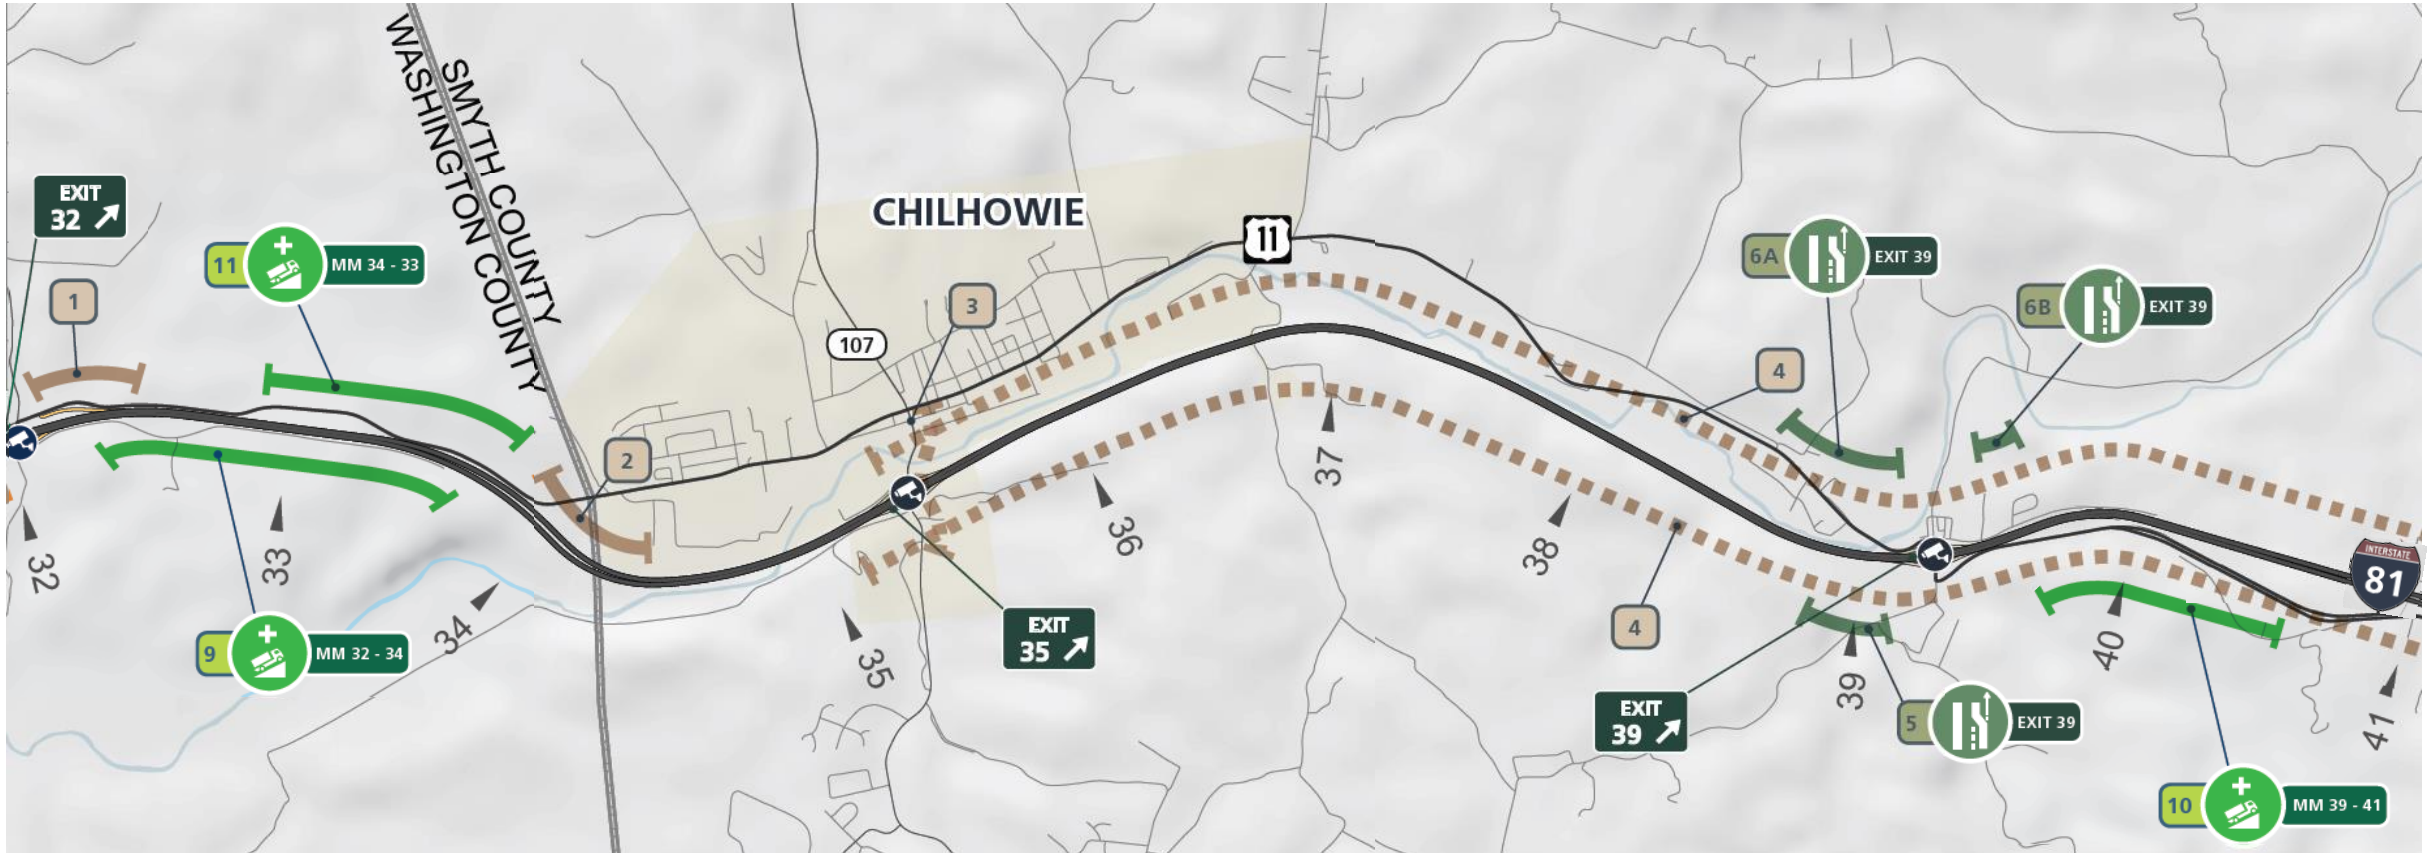 SMYTH COUNTY
WASHINGTON COUNTY
EXIT
32
1
11
MM 34 - 33
CHILHOWIE
107
3
2
11
4
6A
EXIT 39
6B
EXIT 39
32
33
34
35
36
37
38
39
40
41
9
MM 32 - 34
EXIT
35
4
EXIT
39
5
EXIT 39
INTERSTATE
81
10
MM 39 - 41